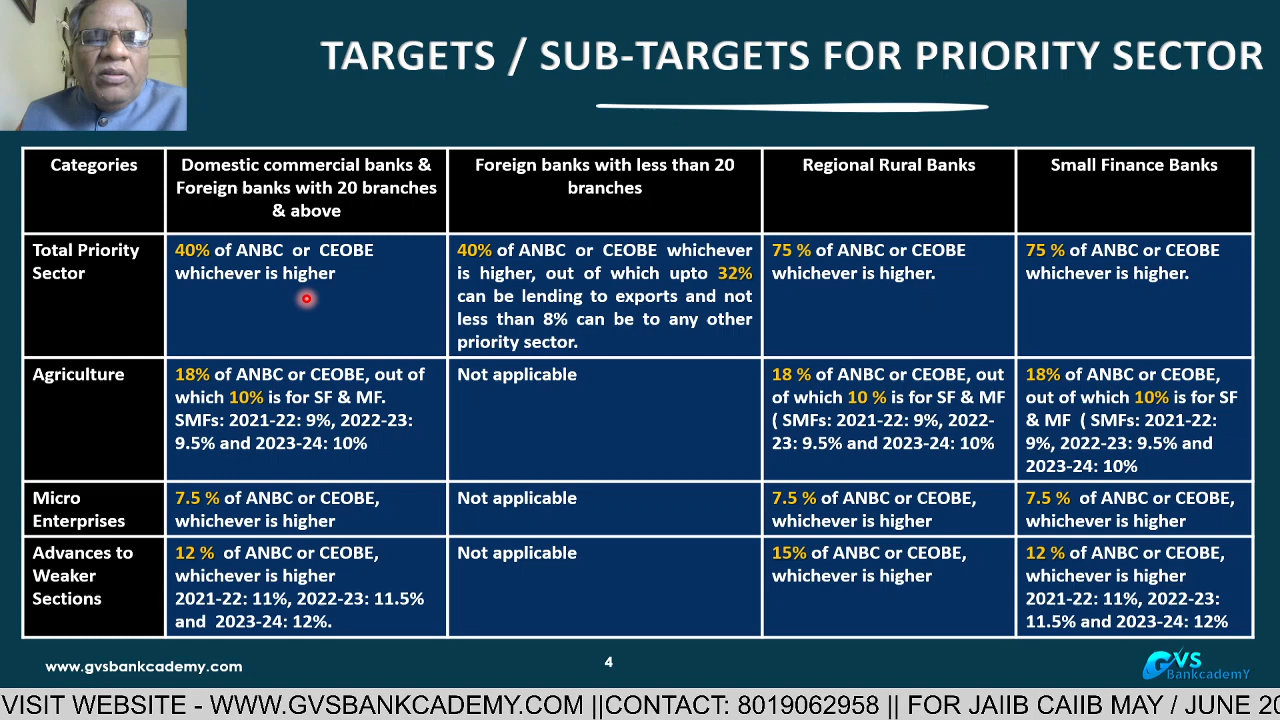 TARGETS / SUB-TARGETS FOR PRIORITY SECTOR
Categories
Domestic commercial banks &
Foreign banks with 20 branches
& above
Foreign banks with less than 20
branches
Regional Rural Banks
Small Finance Banks
Total Priority
Sector
40% of ANBC or CEOBE
whichever is higher
40% of ANBC or CEOBE whichever
is higher, out of which upto 32%
can be lending to exports and not
less than 8% can be to any other
priority sector.
75 % of ANBC or CEOBE
whichever is higher.
75 % of ANBC or CEOBE
whichever is higher.
Agriculture
18% of ANBC or CEOBE, out of
which 10% is for SF & MF.
SMFs: 2021-22: 9%, 2022-23:
9.5% and 2023-24: 10%
Not applicable
18 % of ANBC or CEOBE, out
of which 10 % is for SF & MF
( SMFs: 2021-22: 9%, 2022-
23: 9.5% and 2023-24: 10%
18% of ANBC or CEOBE,
out of which 10% is for SF
& MF ( SMFs: 2021-22:
9%, 2022-23: 9.5% and
2023-24: 10%
Micro
Enterprises
7.5 % of ANBC or CEOBE,
whichever is higher
Not applicable
7.5 % of ANBC or CEOBE,
whichever is higher
7.5 % of ANBC or CEOBE,
whichever is higher
Advances to
Weaker
Sections
12 % of ANBC or CEOBE,
whichever is higher
2021-22: 11%, 2022-23: 11.5%
and 2023-24: 12%.
Not applicable
15% of ANBC or CEOBE,
whichever is higher
12 % of ANBC or CEOBE,
whichever is higher
2021-22: 11%, 2022-23:
11.5% and 2023-24: 12%
www.gvsbankcademy.com
4
GVS
BankcademY
VISIT WEBSITE - WWW.GVSBANKCADEMY.COM ||CONTACT: 8019062958 || FOR JAIIB CAIIB MAY / JUNE 20